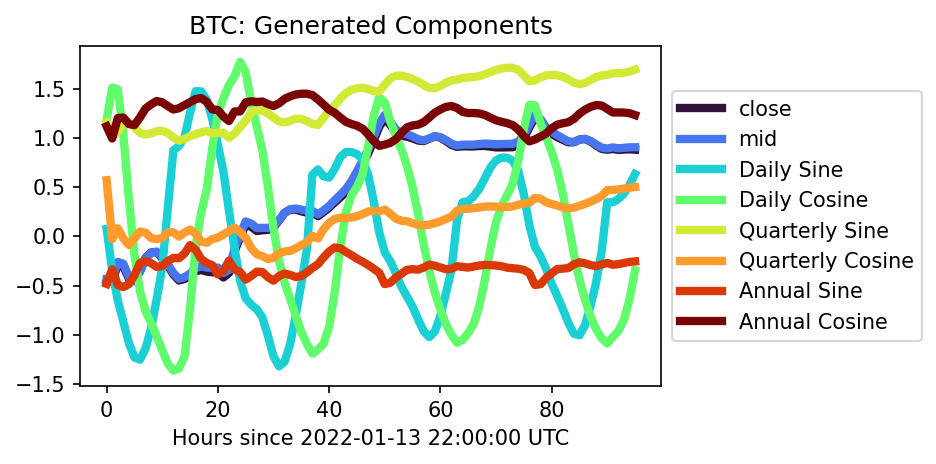 BTC: Generated Components
1.5
1.0
0.5
0.0
−0.5
−1.0
−1.5
0
20
40
60
80
Hours since 2022-01-13 22:00:00 UTC
close
mid
Daily Sine
Daily Cosine
Quarterly Sine
Quarterly Cosine
Annual Sine
Annual Cosine